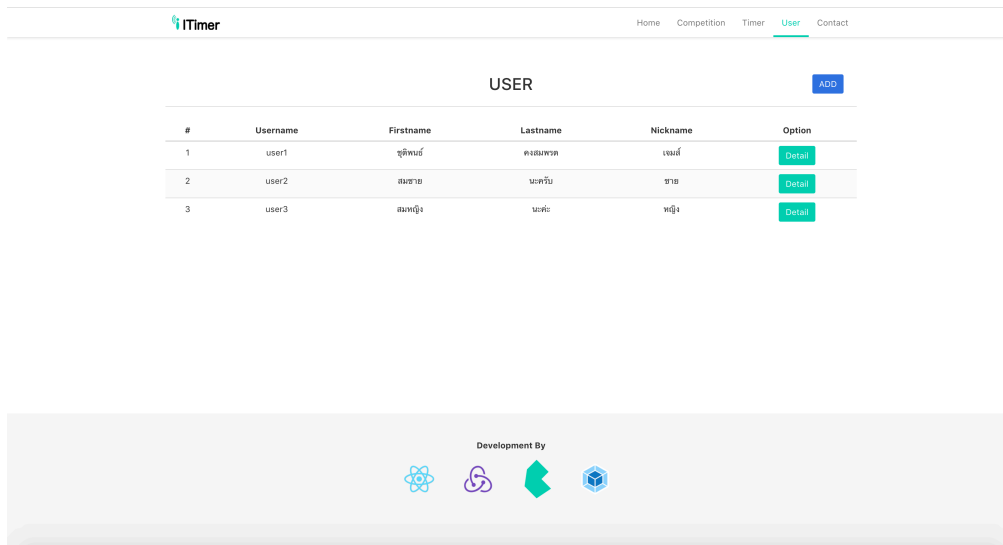 ITimer Home Competition Timer User Contact
USER ADD
# Username Firstname Lastname Nickname Option
1 user1 ชุติพนธ์ คงสมพรต เจมส์ Detail
2 user2 สมชาย นะครับ ชาย Detail
3 user3 สมหญิง นะค่ะ หญิง Detail
Development By